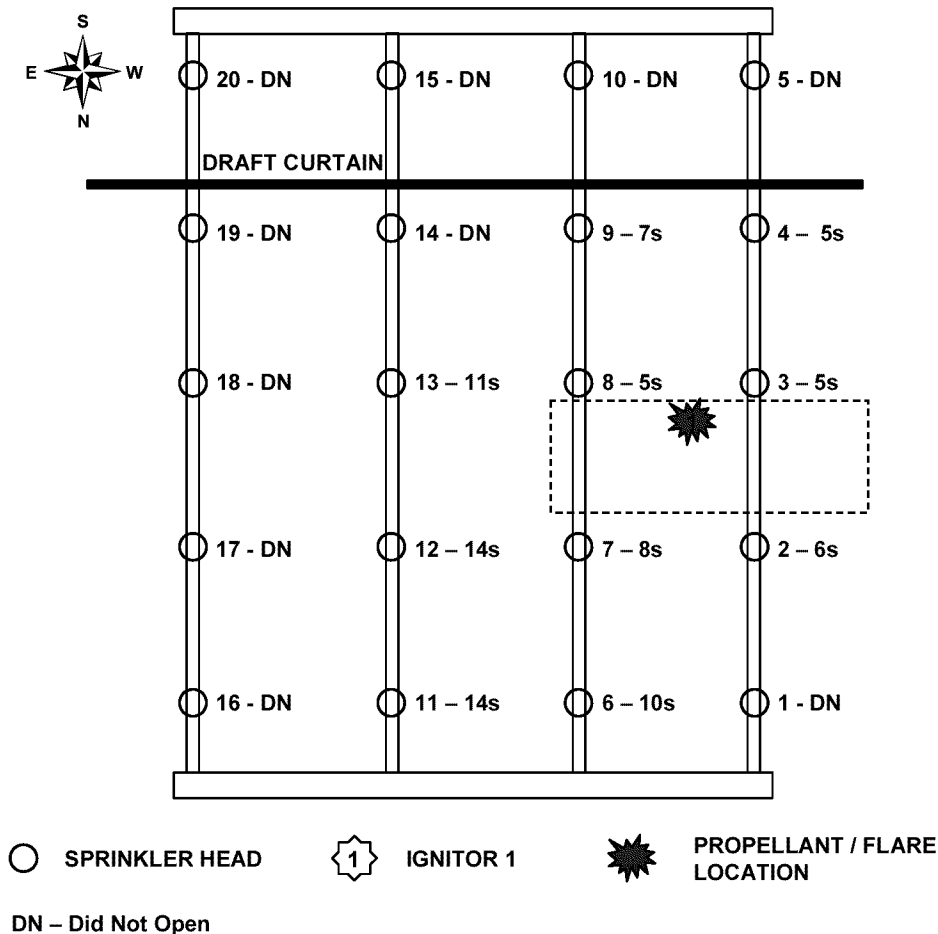 S
E W
N
20 - DN 15 - DN 10 - DN 5 - DN
DRAFT CURTAIN
19 - DN 14 - DN 9 – 7s 4 – 5s
18 - DN 13 – 11s 8 – 5s 3 – 5s
17 - DN 12 – 14s 7 – 8s 2 – 6s
16 - DN 11 – 14s 6 – 10s 1 - DN
SPRINKLER HEAD
1 IGNITOR 1
PROPELLANT / FLARE
LOCATION
DN – Did Not Open